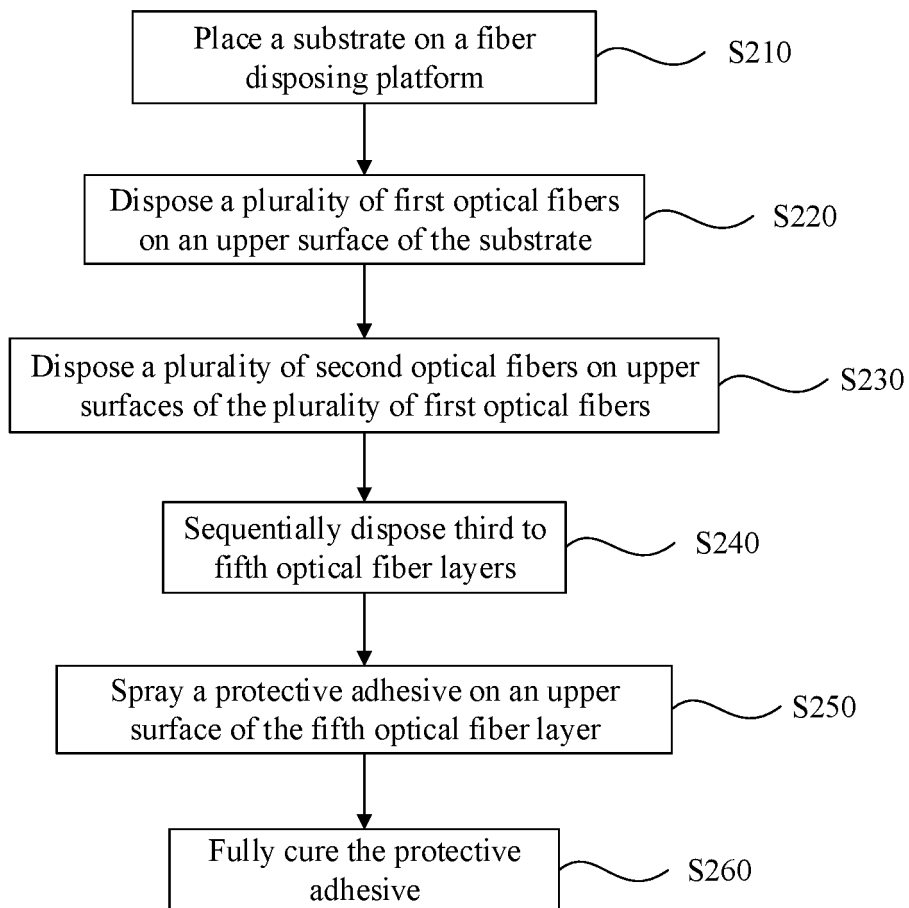 Place a substrate on a fiber
disposing platform
S210
Dispose a plurality of first optical fibers
on an upper surface of the substrate
S220
Dispose a plurality of second optical fibers on upper
surfaces of the plurality of first optical fibers
S230
Sequentially dispose third to
fifth optical fiber layers
S240
Spray a protective adhesive on an upper
surface of the fifth optical fiber layer
S250
Fully cure the protective
adhesive
S260